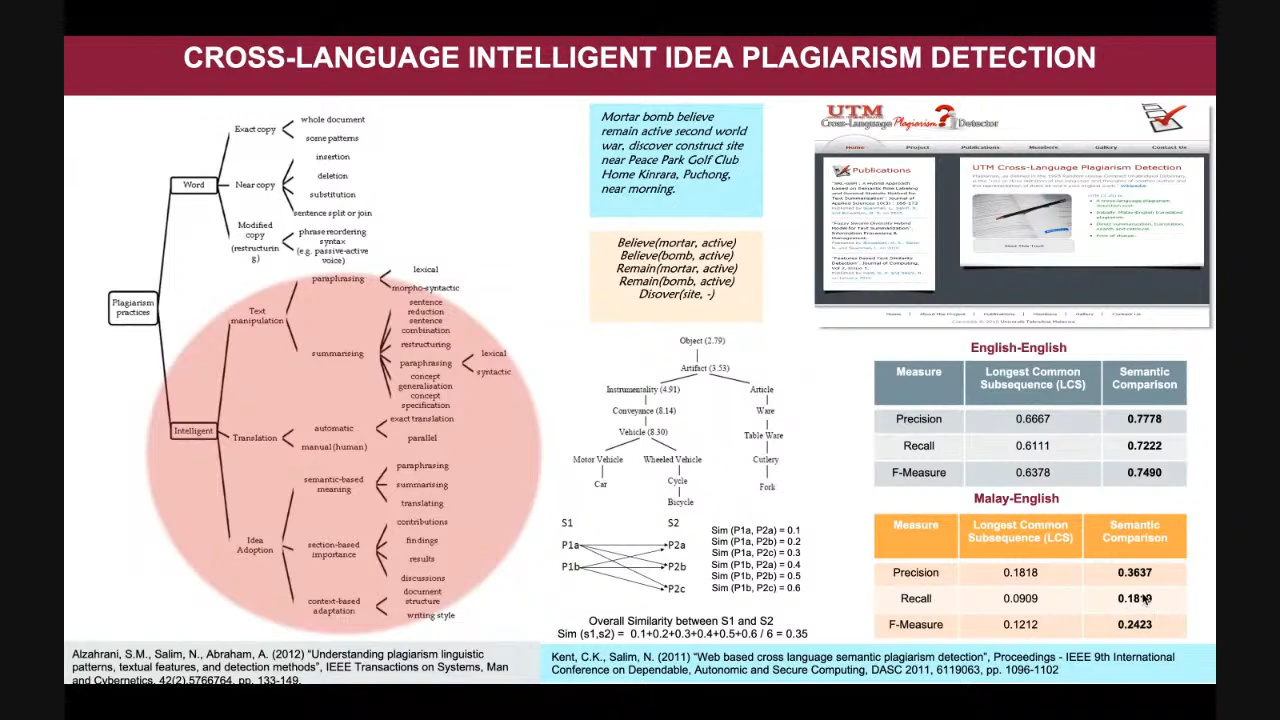 CROSS-LANGUAGE INTELLIGENT IDEA PLAGIARISM DETECTION
Plagiarism
practices
Word
Exact copy
whole document
some patterns
Near copy
insertion
deletion
substitution
sentence split or join
Modified
copy
(restructurin
g)
phrase reordering
syntax
(e.g. passive-active
voice)
Intelligent
Text
manipulation
paraphrasing
lexical
morpho-syntactic
summarising
sentence
reduction
sentence
combination
restructuring
paraphrasing
lexical
syntactic
concept
generalisation
concept
specification
Translation
automatic
manual (human)
exact translation
parallel
Idea
Adoption
semantic-based
meaning
paraphrasing
summarising
translating
section-based
importance
contributions
findings
results
discussions
context-based
adaptation
document
structure
writing style
Mortar bomb believe
remain active second world
war, discover construct site
near Peace Park Golf Club
Home Kinrara, Puchong,
near morning.
Believe(mortar, active)
Believe(bomb, active)
Remain(mortar, active)
Remain(bomb, active)
Disover(site, -)
Object (2.79)
Artifact (3.53)
Instrumentality (4.91)
Article
Conveyance (8.14)
Ware
Vehicle (8.30)
Table Ware
Motor Vehicle
Wheeled Vehicle
Cutlery
Car
Cycle
Fork
Bicycle
S1
S2
P1a
P2a
P1b
P2b
P2c
Sim (P1a, P2a) = 0.1
Sim (P1a, P2b) = 0.2
Sim (P1a, P2c) = 0.3
Sim (P1b, P2a) = 0.4
Sim (P1b, P2b) = 0.5
Sim (P1b, P2c) = 0.6
Overall Similarity between S1 and S2
Sim (s1,s2) = 0.1+0.2+0.3+0.4+0.5+0.6 / 6 = 0.35
UTM
Cross-Language Plagiarism Detector
Home Project Publications Members Gallery Contact Us
Publications
UTM Cross-Language Plagiarism Detection
English-English
Measure Longest Common Subsequence (LCS) Semantic Comparison
Precision 0.6667 0.7778
Recall 0.6111 0.7222
F-Measure 0.6378 0.7490
Malay-English
Measure Longest Common Subsequence (LCS) Semantic Comparison
Precision 0.1818 0.3637
Recall 0.0909
F-Measure 0.1212 0.2423
Alzahrani, S.M., Salim, N., Abraham, A. (2012) “Understanding plagiarism linguistic
patterns, textual features, and detection methods”, IEEE Transactions on Systems, Man
and Cybernetics, 42(2),5766764, pp. 133-149.
Kent, C.K., Salim, N. (2011) “Web based cross language semantic plagiarism detection”, Proceedings - IEEE 9th International
Conference on Dependable, Autonomic and Secure Computing, DASC 2011, 6119063, pp. 1096-1102